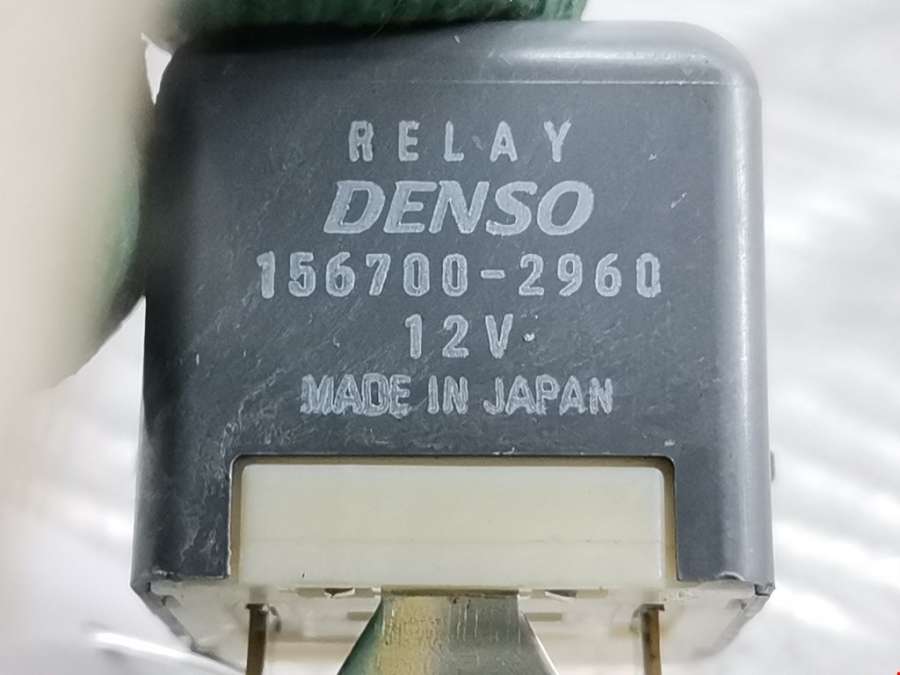 RELAY
DENSO
156700-2960
12V
MADE IN JAPAN